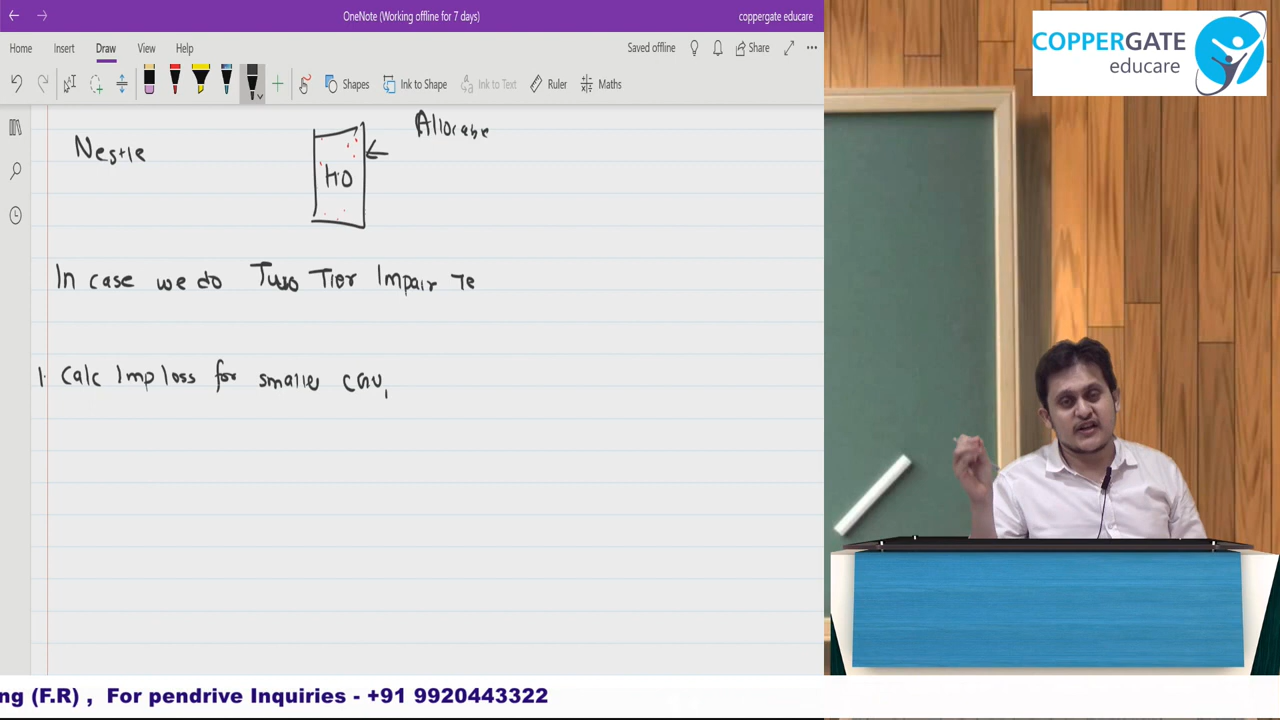 OneNote (Working offline for 7 days)
coppergate educare
Home Insert Draw View Help
Saved offline
Share
Shapes
Ink to Shape
Ink to Text
Ruler
Maths
COPPERGATE
educare
Nestle
HO
In case we do Two Tier Impair Te
1. Calc Imp loss for smaller CGU,
ng (F.R) , For pendrive Inquiries - +91 9920443322